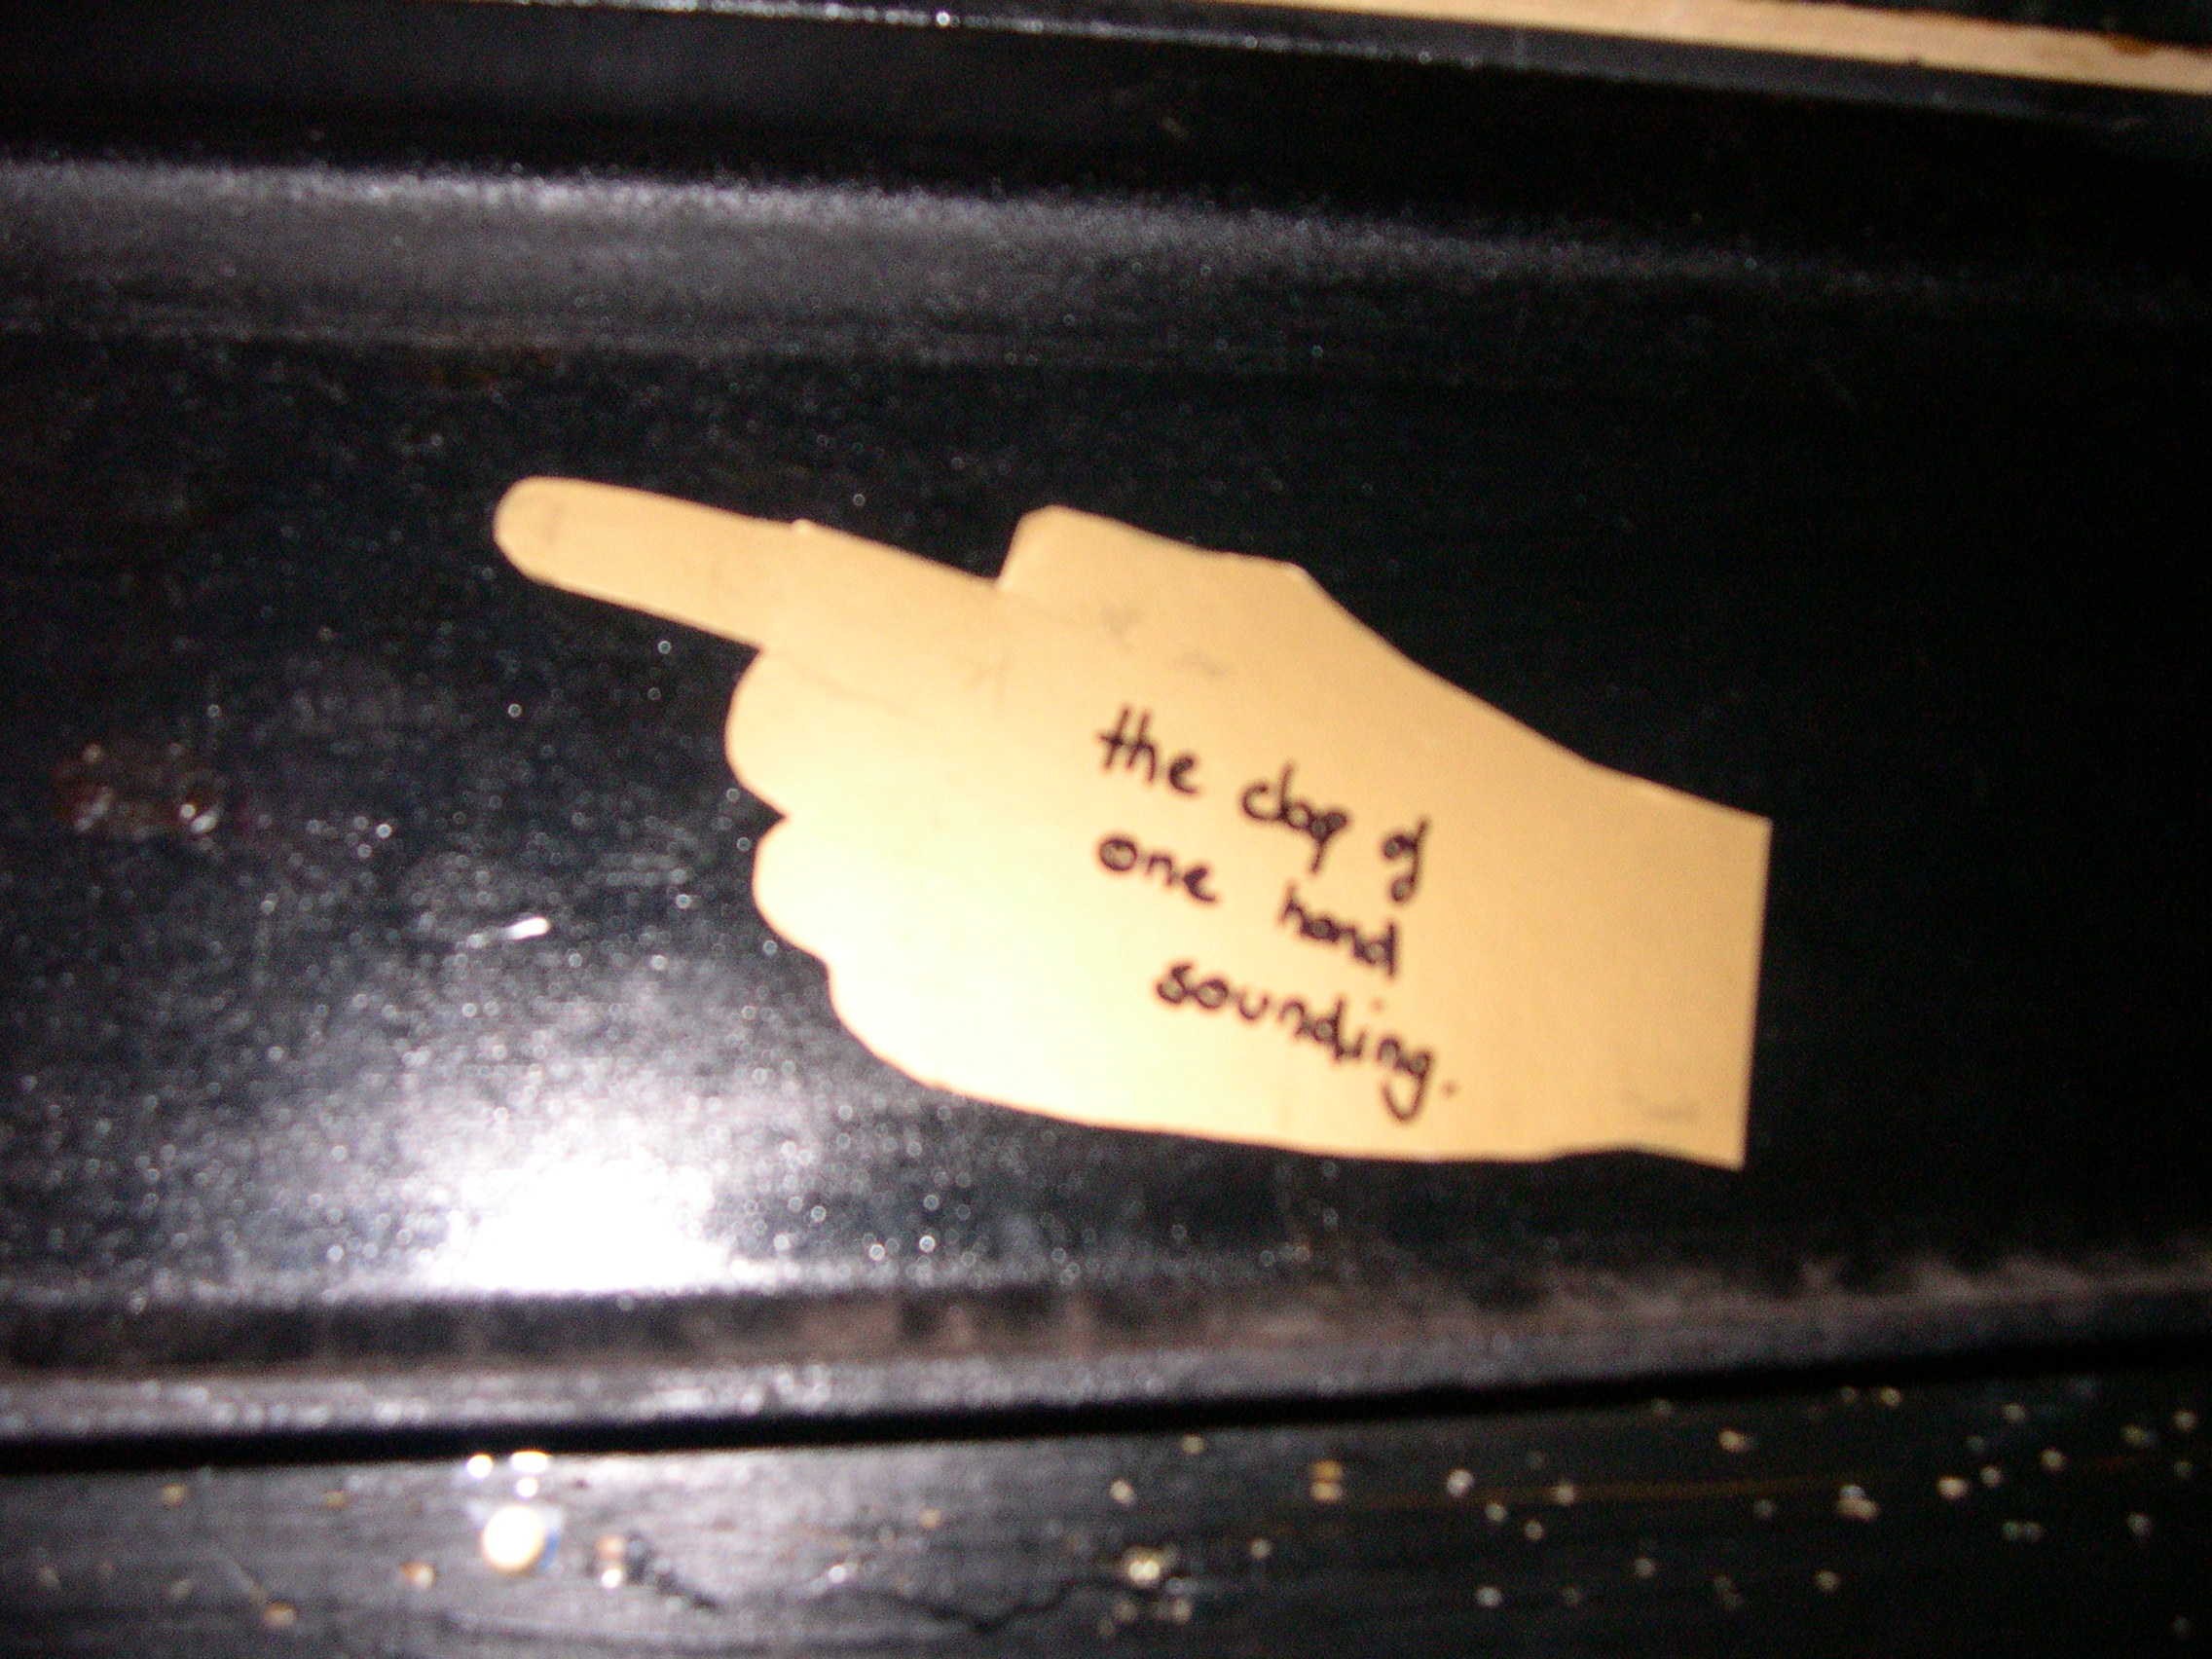 the clap of
one hand
sounding.